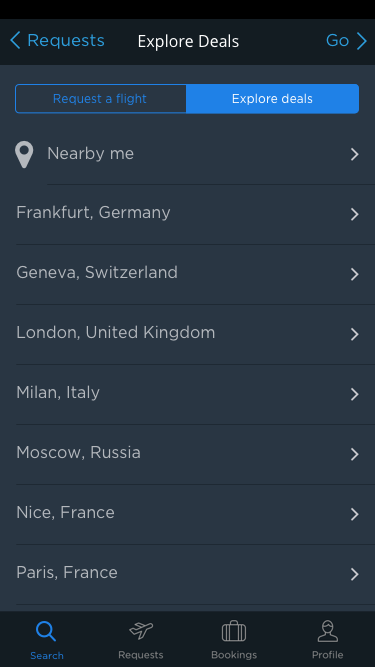 Requests Explore Deals Go
Request a flight Explore deals
Nearby me
Frankfurt, Germany
Geneva, Switzerland
London, United Kingdom
Milan, Italy
Moscow, Russia
Nice, France
Paris, France
Search Requests Bookings Profile